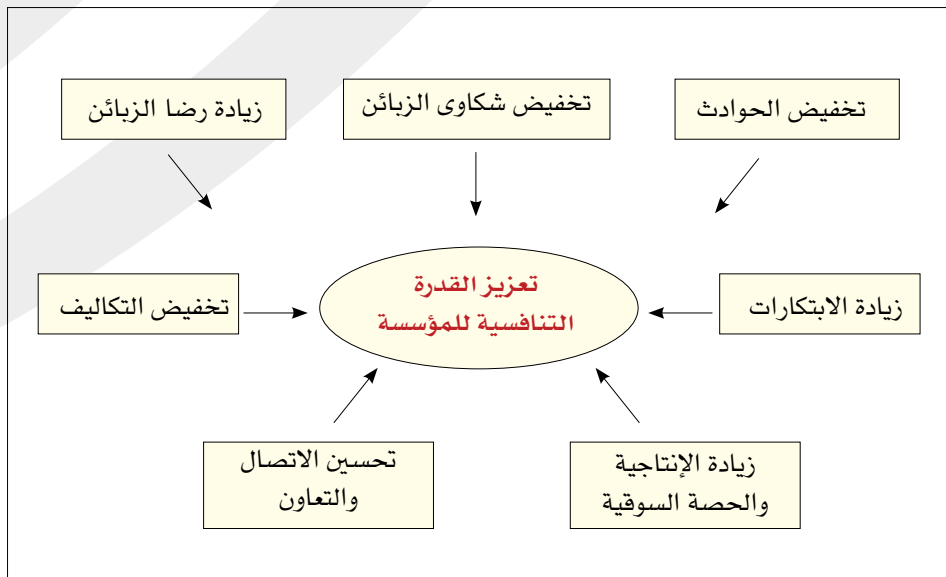 تخفيض الحوادث
تخفيض شكاوى الزبائن
زيادة رضا الزبائن
زيادة الابتكارات
تعزيز القدرة
التنافسية للمؤسسة
تخفيض التكاليف
زيادة الإنتاجية
والحصة السوقية
تحسين الاتصال
والتعاون